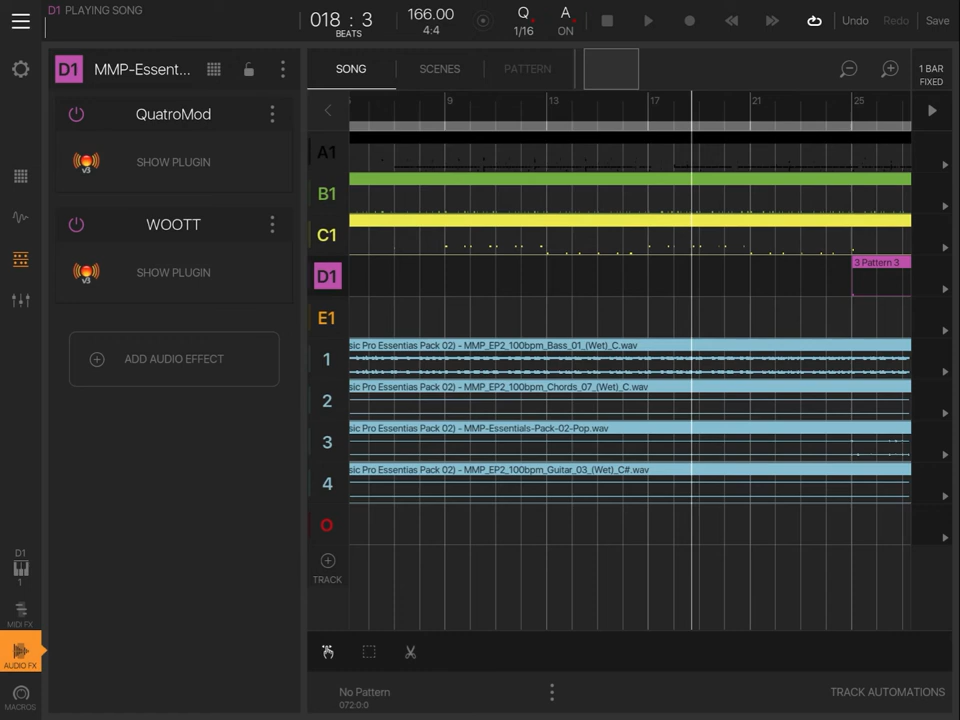 D1 PLAYING SONG
018 : 3
BEATS
166.00
4:4
Q
1/16
A
ON
Undo
Redo
Save
D1
MMP-Essent...
SONG
SCENES
PATTERN
1 BAR
FIXED
9
13
17
21
25
QuatroMod
v3
SHOW PLUGIN
WOOTT
v3
SHOW PLUGIN
ADD AUDIO EFFECT
A1
B1
C1
D1
3 Pattern 3
E1
1
sic Pro Essentias Pack 02) - MMP_EP2_100bpm_Bass_01_(Wet)_C.wav
2
sic Pro Essentias Pack 02) - MMP_EP2_100bpm_Chords_07_(Wet)_C.wav
3
sic Pro Essentias Pack 02) - MMP-Essentials-Pack-02-Pop.wav
4
sic Pro Essentias Pack 02) - MMP_EP2_100bpm_Guitar_03_(Wet)_C#.wav
O
TRACK
D1
1
MIDI FX
AUDIO FX
MACROS
No Pattern
072:0:0
TRACK AUTOMATIONS